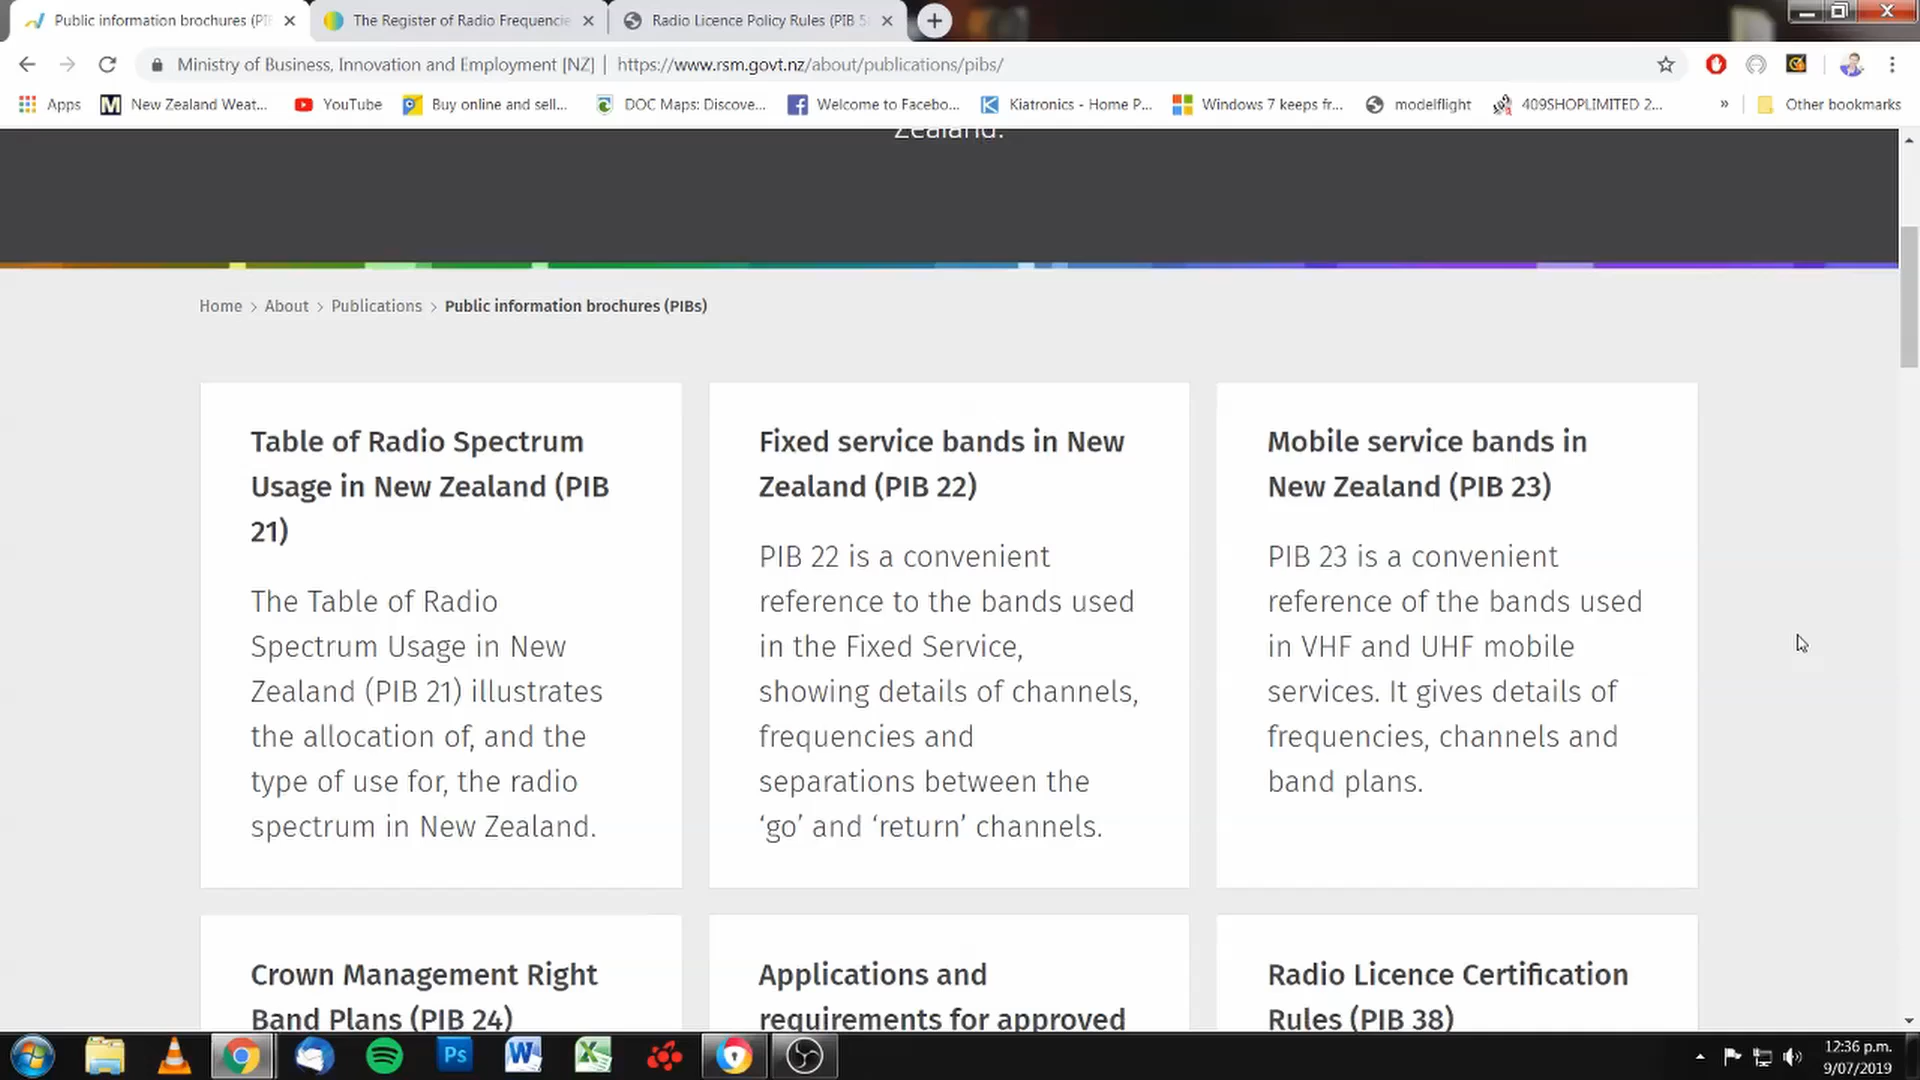 Public information brochures (PI
The Register of Radio Frequencie
Radio Licence Policy Rules (PIB 5
Ministry of Business, Innovation and Employment [NZ] | https://www.rsm.govt.nz/about/publications/pibs/
Apps
New Zealand Weat...
YouTube
Buy online and sell...
DOC Maps: Discove...
Welcome to Facebo...
Kiatronics - Home P...
Windows 7 keeps fr...
modelflight
409SHOPLIMITED 2...
»
Other bookmarks
Zealand.
Home > About > Publications > Public information brochures (PIBs)
Table of Radio Spectrum
Usage in New Zealand (PIB
21)
The Table of Radio
Spectrum Usage in New
Zealand (PIB 21) illustrates
the allocation of, and the
type of use for, the radio
spectrum in New Zealand.
Fixed service bands in New
Zealand (PIB 22)
PIB 22 is a convenient
reference to the bands used
in the Fixed Service,
showing details of channels,
frequencies and
separations between the
‘go’ and ‘return’ channels.
Mobile service bands in
New Zealand (PIB 23)
PIB 23 is a convenient
reference of the bands used
in VHF and UHF mobile
services. It gives details of
frequencies, channels and
band plans.
Crown Management Right
Band Plans (PIB 24)
Applications and
requirements for approved
Radio Licence Certification
Rules (PIB 38)
Ps
12:36 p.m.
9/07/2019